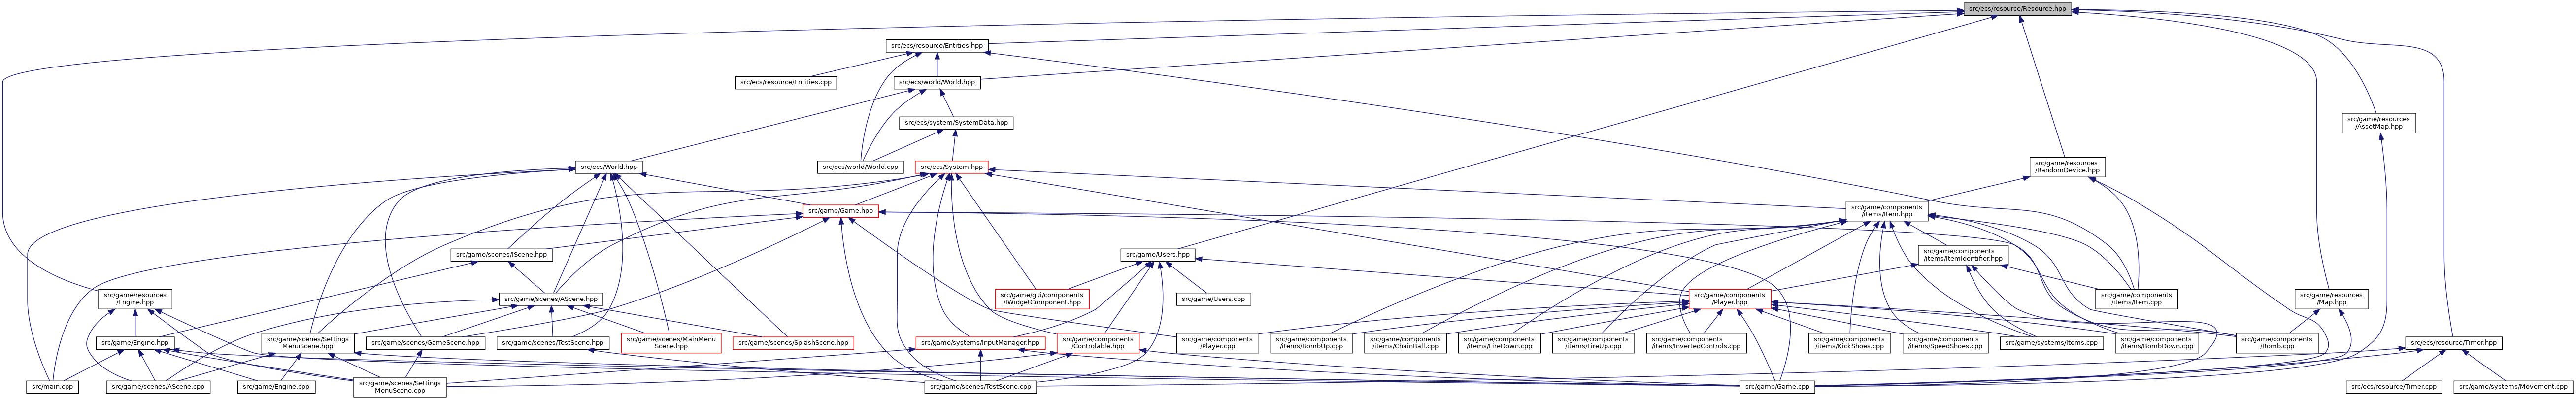 src/ecs/resource/Resource.hpp
src/ecs/resource/Entities.hpp
src/ecs/resource/Entities.cpp
src/ecs/world/World.hpp
src/ecs/system/SystemData.hpp
src/game/resources
/AssetMap.hpp
src/ecs/World.hpp
src/ecs/world/World.cpp
src/ecs/System.hpp
src/game/resources
/RandomDevice.hpp
src/game/Game.hpp
src/game/components
/items/Item.hpp
src/game/scenes/IScene.hpp
src/game/Users.hpp
src/game/components
/items/ItemIdentifier.hpp
src/game/resources
/Engine.hpp
src/game/scenes/AScene.hpp
src/game/gui/components
/IWidgetComponent.hpp
src/game/Users.cpp
src/game/components
/Player.hpp
src/game/components
/items/Item.cpp
src/game/resources
/Map.hpp
src/game/Engine.hpp
src/game/scenes/Settings
MenuScene.hpp
src/game/scenes/GameScene.hpp
src/game/scenes/TestScene.hpp
src/game/scenes/MainMenu
Scene.hpp
src/game/scenes/SplashScene.hpp
src/game/systems/InputManager.hpp
src/game/components
/Controlable.hpp
src/game/components
/Player.cpp
src/game/components
/items/BombUp.cpp
src/game/components
/items/ChainBall.cpp
src/game/components
/items/FireDown.cpp
src/game/components
/items/FireUp.cpp
src/game/components
/items/InvertedControls.cpp
src/game/components
/items/KickShoes.cpp
src/game/components
/items/SpeedShoes.cpp
src/game/systems/Items.cpp
src/game/components
/items/BombDown.cpp
src/game/components
/Bomb.cpp
src/ecs/resource/Timer.hpp
src/main.cpp
src/game/scenes/AScene.cpp
src/game/Engine.cpp
src/game/scenes/Settings
MenuScene.cpp
src/game/scenes/TestScene.cpp
src/game/Game.cpp
src/ecs/resource/Timer.cpp
src/game/systems/Movement.cpp